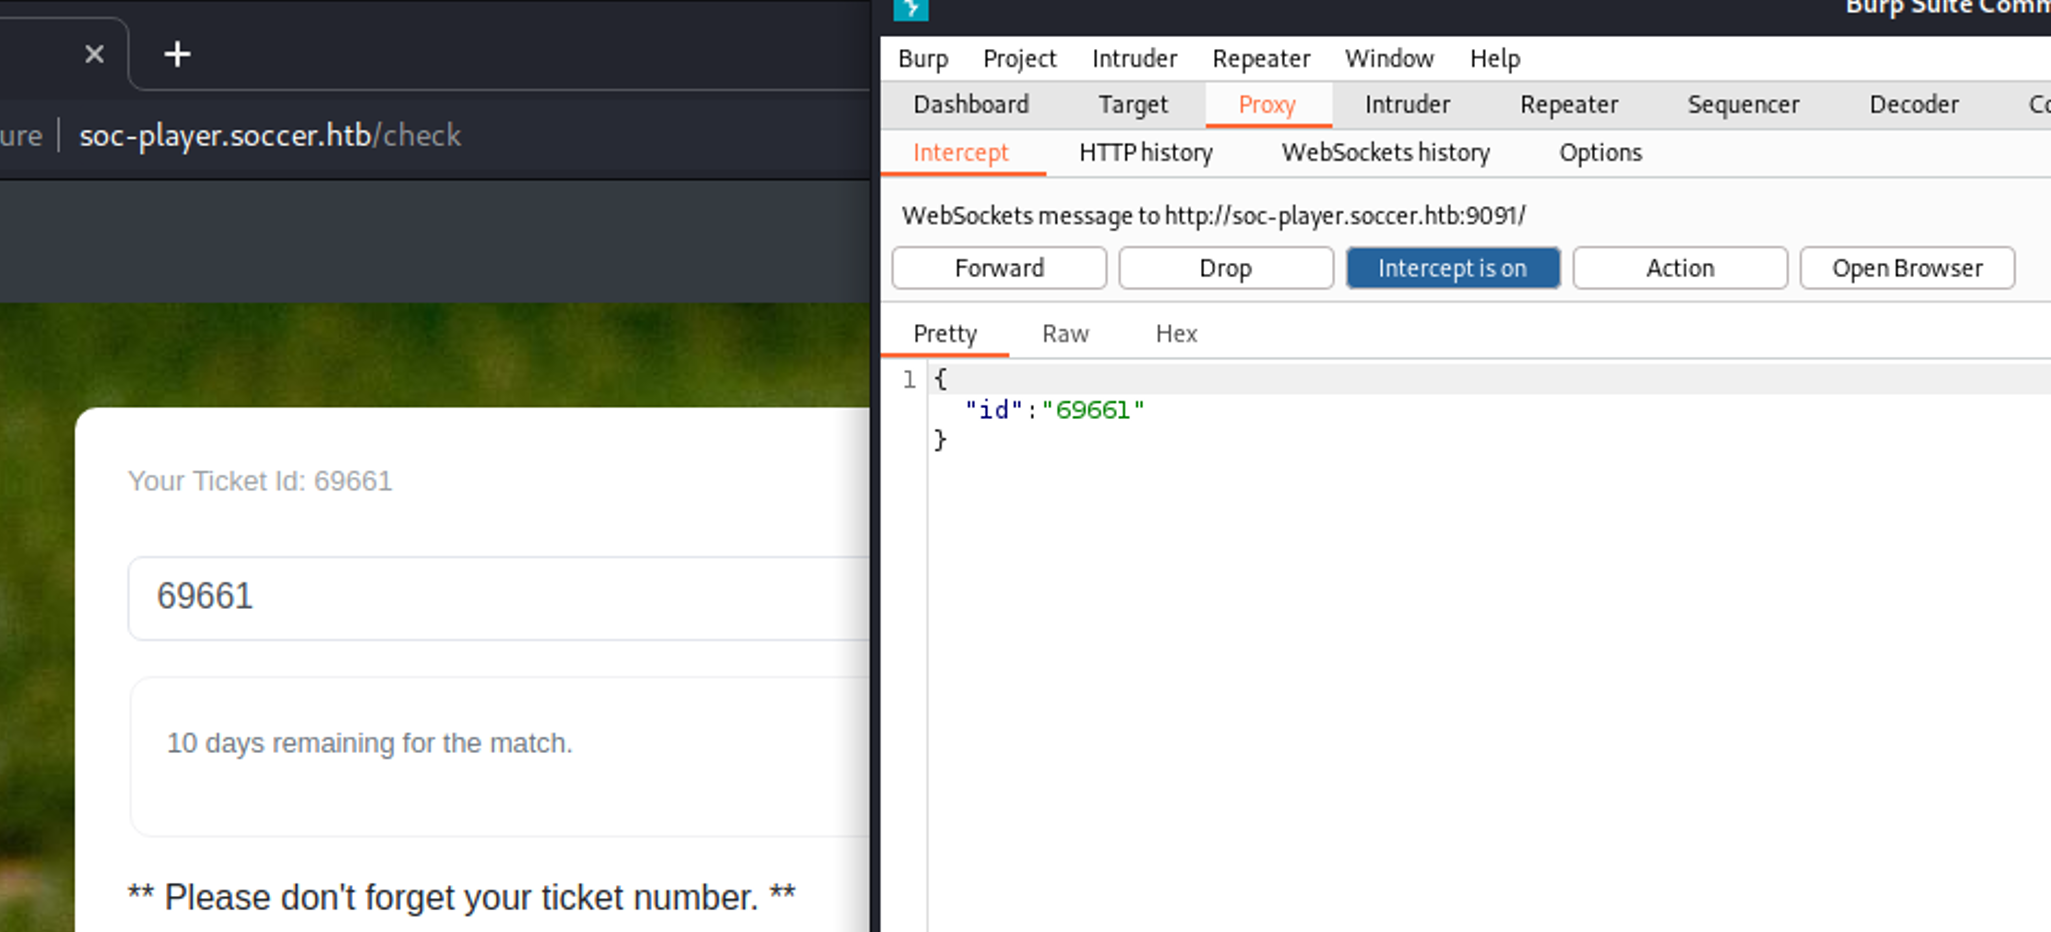 ure | soc-player.soccer.htb/check
Your Ticket Id: 69661
69661
10 days remaining for the match.
** Please don't forget your ticket number. **
Burp Suite Comm
Burp Project Intruder Repeater Window Help
Dashboard Target Proxy Intruder Repeater Sequencer Decoder Co
Intercept HTTP history WebSockets history Options
WebSockets message to http://soc-player.soccer.htb:9091/
Forward Drop Intercept is on Action Open Browser
Pretty Raw Hex
1 {
"id":"69661"
}